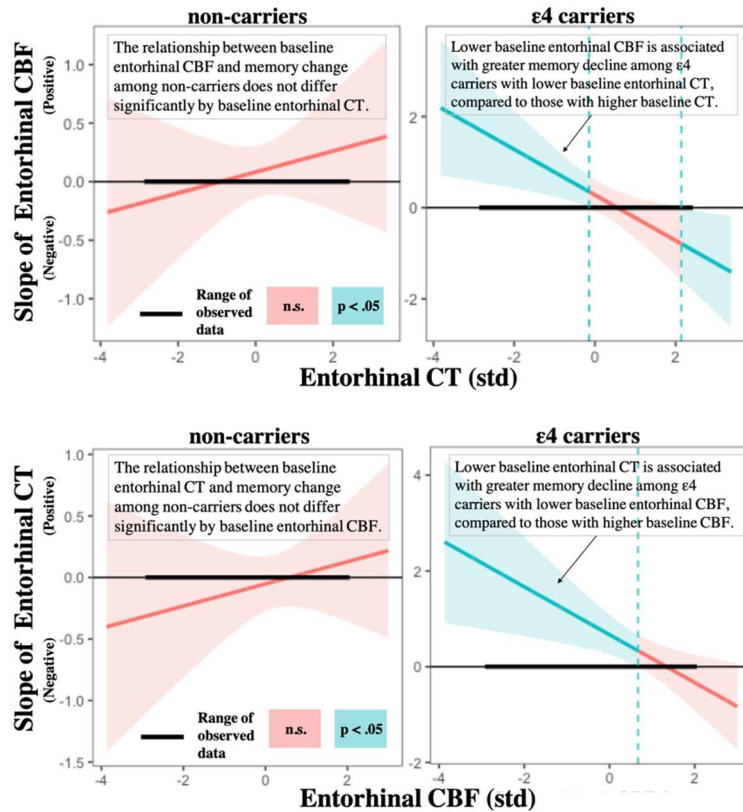 non-carriers
ε4 carriers
The relationship between baseline
entorhinal CBF and memory change
among non-carriers does not differ
significantly by baseline entorhinal CT.
Lower baseline entorhinal CBF is associated
with greater memory decline among ε4
carriers with lower baseline entorhinal CT,
compared to those with higher baseline CT.
Slope of Entorhinal CBF
(Negative) (Positive)
1.0
0.5
0.0
-0.5
-1.0
2
0
-2
Range of
observed
data
n.s.
p < .05
-4 -2 0 2
-4 -2 0 2
Entorhinal CT (std)
non-carriers
ε4 carriers
The relationship between baseline
entorhinal CT and memory change
among non-carriers does not differ
significantly by baseline entorhinal CBF.
Lower baseline entorhinal CT is associated
with greater memory decline among ε4
carriers with lower baseline entorhinal CBF,
compared to those with higher baseline CBF.
Slope of Entorhinal CT
(Negative) (Positive)
1.0
0.5
0.0
-0.5
-1.0
-1.5
4
2
0
-2
Range of
observed
data
n.s.
p < .05
-4 -2 0 2
-4 -2 0 2
Entorhinal CBF (std)